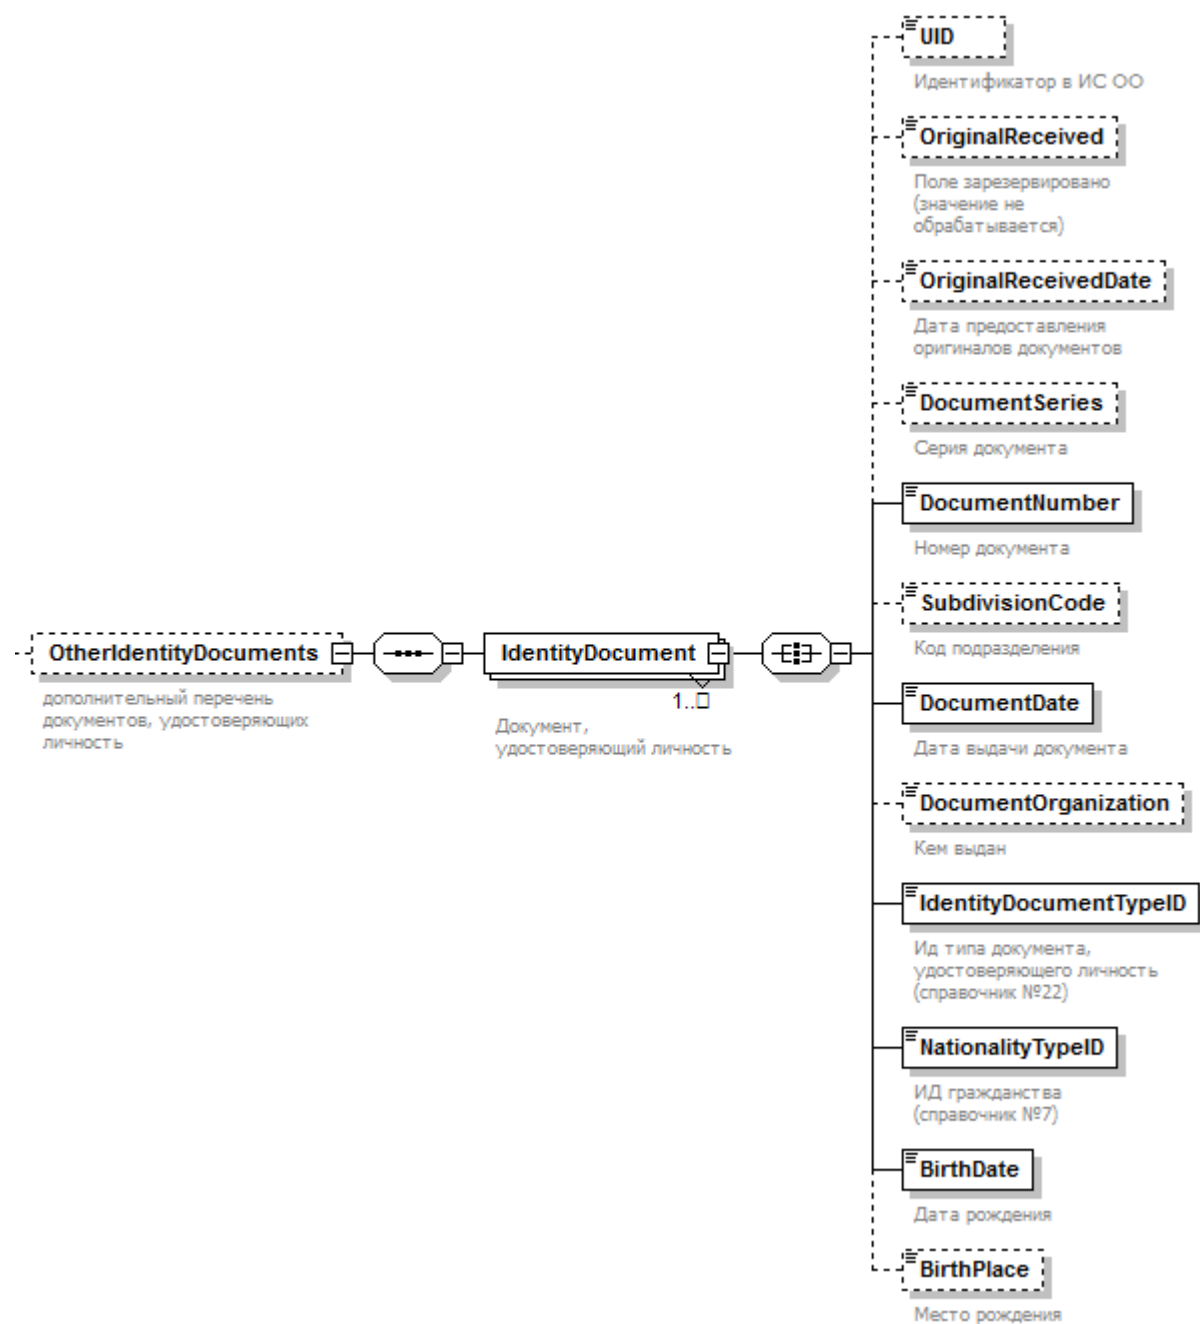 UID
Идентификатор в ИС ОО
OriginalReceived
Поле зарезервировано
(значение не
обрабатывается)
OriginalReceivedDate
Дата предоставления
оригиналов документов
DocumentSeries
Серия документа
DocumentNumber
Номер документа
SubdivisionCode
Код подразделения
OtherIdentityDocuments
дополнительный перечень
документов, удостоверяющих
личность
IdentityDocument
1..□
Документ,
удостоверяющий личность
DocumentDate
Дата выдачи документа
DocumentOrganization
Кем выдан
IdentityDocumentTypeID
Ид типа документа,
удостоверяющего личность
(справочник №22)
NationalityTypeID
ИД гражданства
(справочник №7)
BirthDate
Дата рождения
BirthPlace
Место рождения